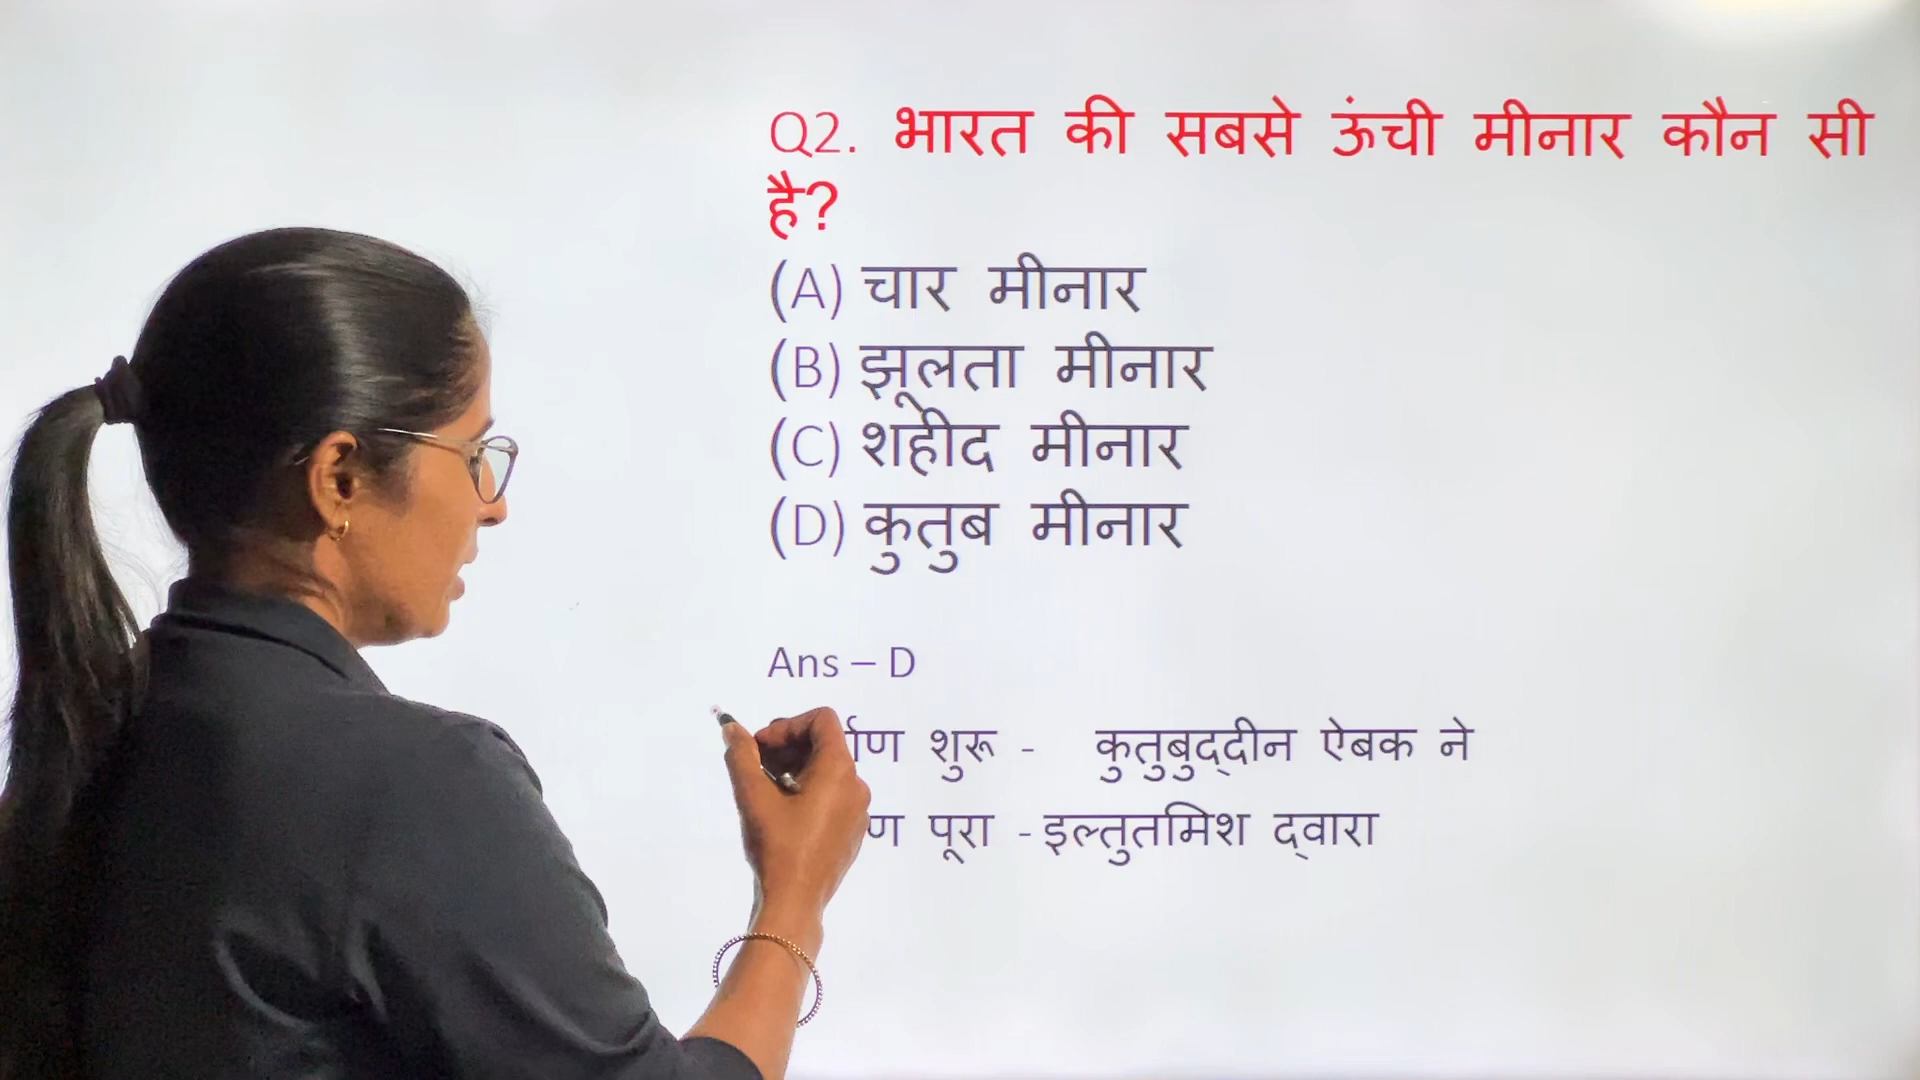 Q2. भारत की सबसे ऊंची मीनार कौन सी
है?
(A) चार मीनार
(B) झूलता मीनार
(C) शहीद मीनार
(D) कुतुब मीनार
Ans – D
शुरू - कुतुबुद्दीन ऐबक ने
पूरा - इल्तुतमिश द्वारा